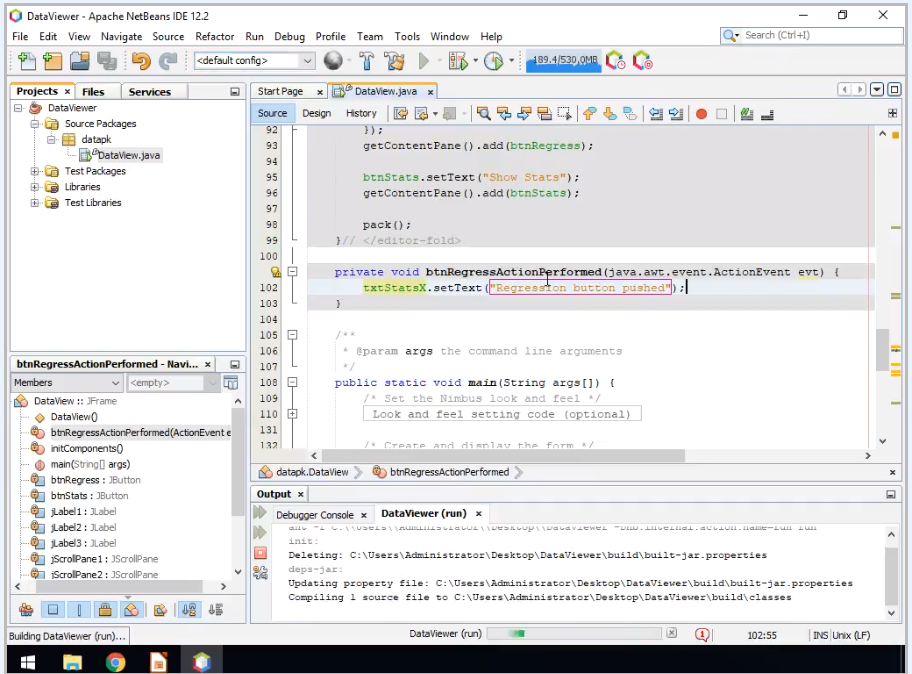 DataViewer - Apache NetBeans IDE 12.2
File Edit View Navigate Source Refactor Run Debug Profile Team Tools Window Help
Search (Ctrl+I)
<default config>
189.4/530.0MB
Projects × Files Services
Start Page × DataView.java ×
DataViewer
Source Packages
datapk
DataView.java
Test Packages
Libraries
Test Libraries
Source Design History
92 });
93 getContentPane().add(btnRegress);
94
95 btnStats.setText("Show Stats");
96 getContentPane().add(btnStats);
97
98 pack();
99 }// </editor-fold>
100
private void btnRegressActionPerformed(java.awt.event.ActionEvent evt) {
102 txtStatsX.setText("Regression button pushed");
103 }
104
105 /**
106 * @param args the command line arguments
107 */
108 public static void main(String args[]) {
109 /* Set the Nimbus look and feel */
110 Look and feel setting code (optional)
131
132 /* Create and display the form */
datapk.DataView btnRegressActionPerformed ×
btnRegressActionPerformed - Navi... ×
Members <empty>
DataView :: JFrame
DataView()
btnRegressActionPerformed(ActionEvent e
initComponents()
main(String[] args)
btnRegress : JButton
btnStats : JButton
jLabel1 : JLabel
jLabel2 : JLabel
jLabel3 : JLabel
jScrollPane1 : JScrollPane
jScrollPane2 : JScrollPane
Output ×
Debugger Console × DataViewer (run) ×
ant -f C:\\Users\\Administrator\\Desktop\\DataViewer -Dnb.internal.action.name=run run
init:
Deleting: C:\Users\Administrator\Desktop\DataViewer\build\built-jar.properties
deps-jar:
Updating property file: C:\Users\Administrator\Desktop\DataViewer\build\built-jar.properties
Compiling 1 source file to C:\Users\Administrator\Desktop\DataViewer\build\classes
Building DataViewer (run)...
DataViewer (run) 1 102:55 INS Unix (LF)